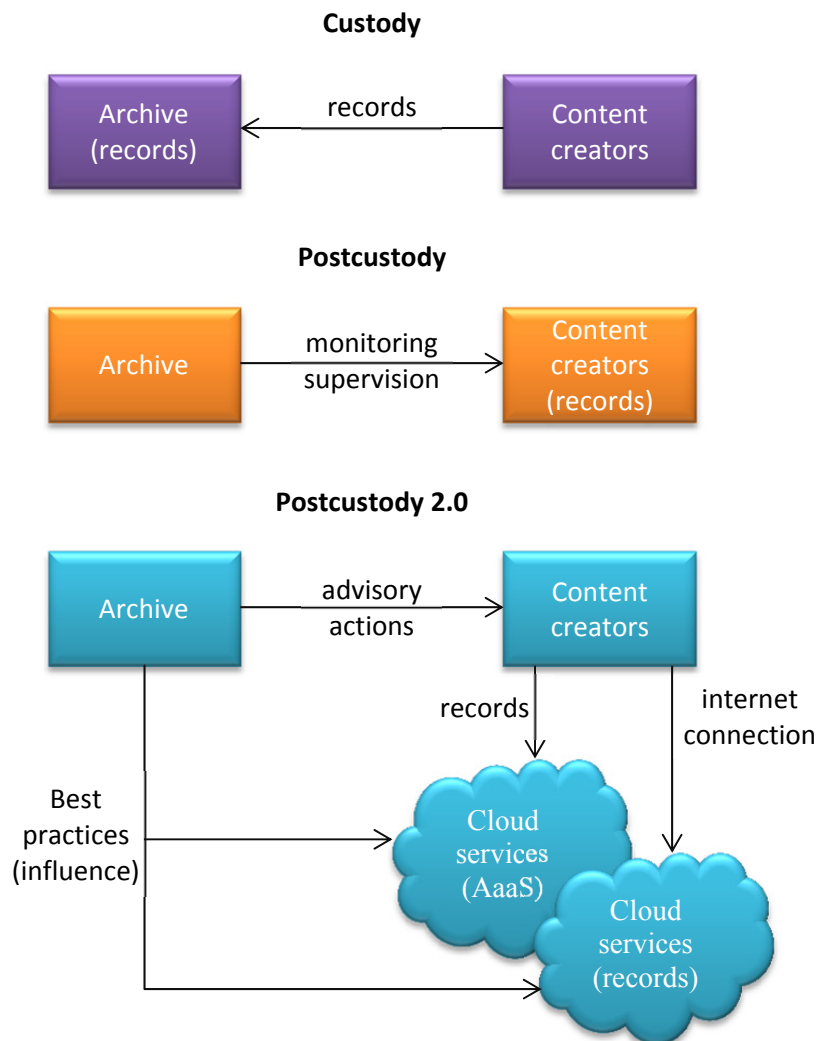 Custody
Archive
(records)
records
Content
creators
Postcustody
Archive
monitoring
supervision
Content
creators
(records)
Postcustody 2.0
Archive
advisory
actions
Content
creators
records
internet
connection
Best
practices
(influence)
Cloud
services
(AaaS)
Cloud
services
(records)